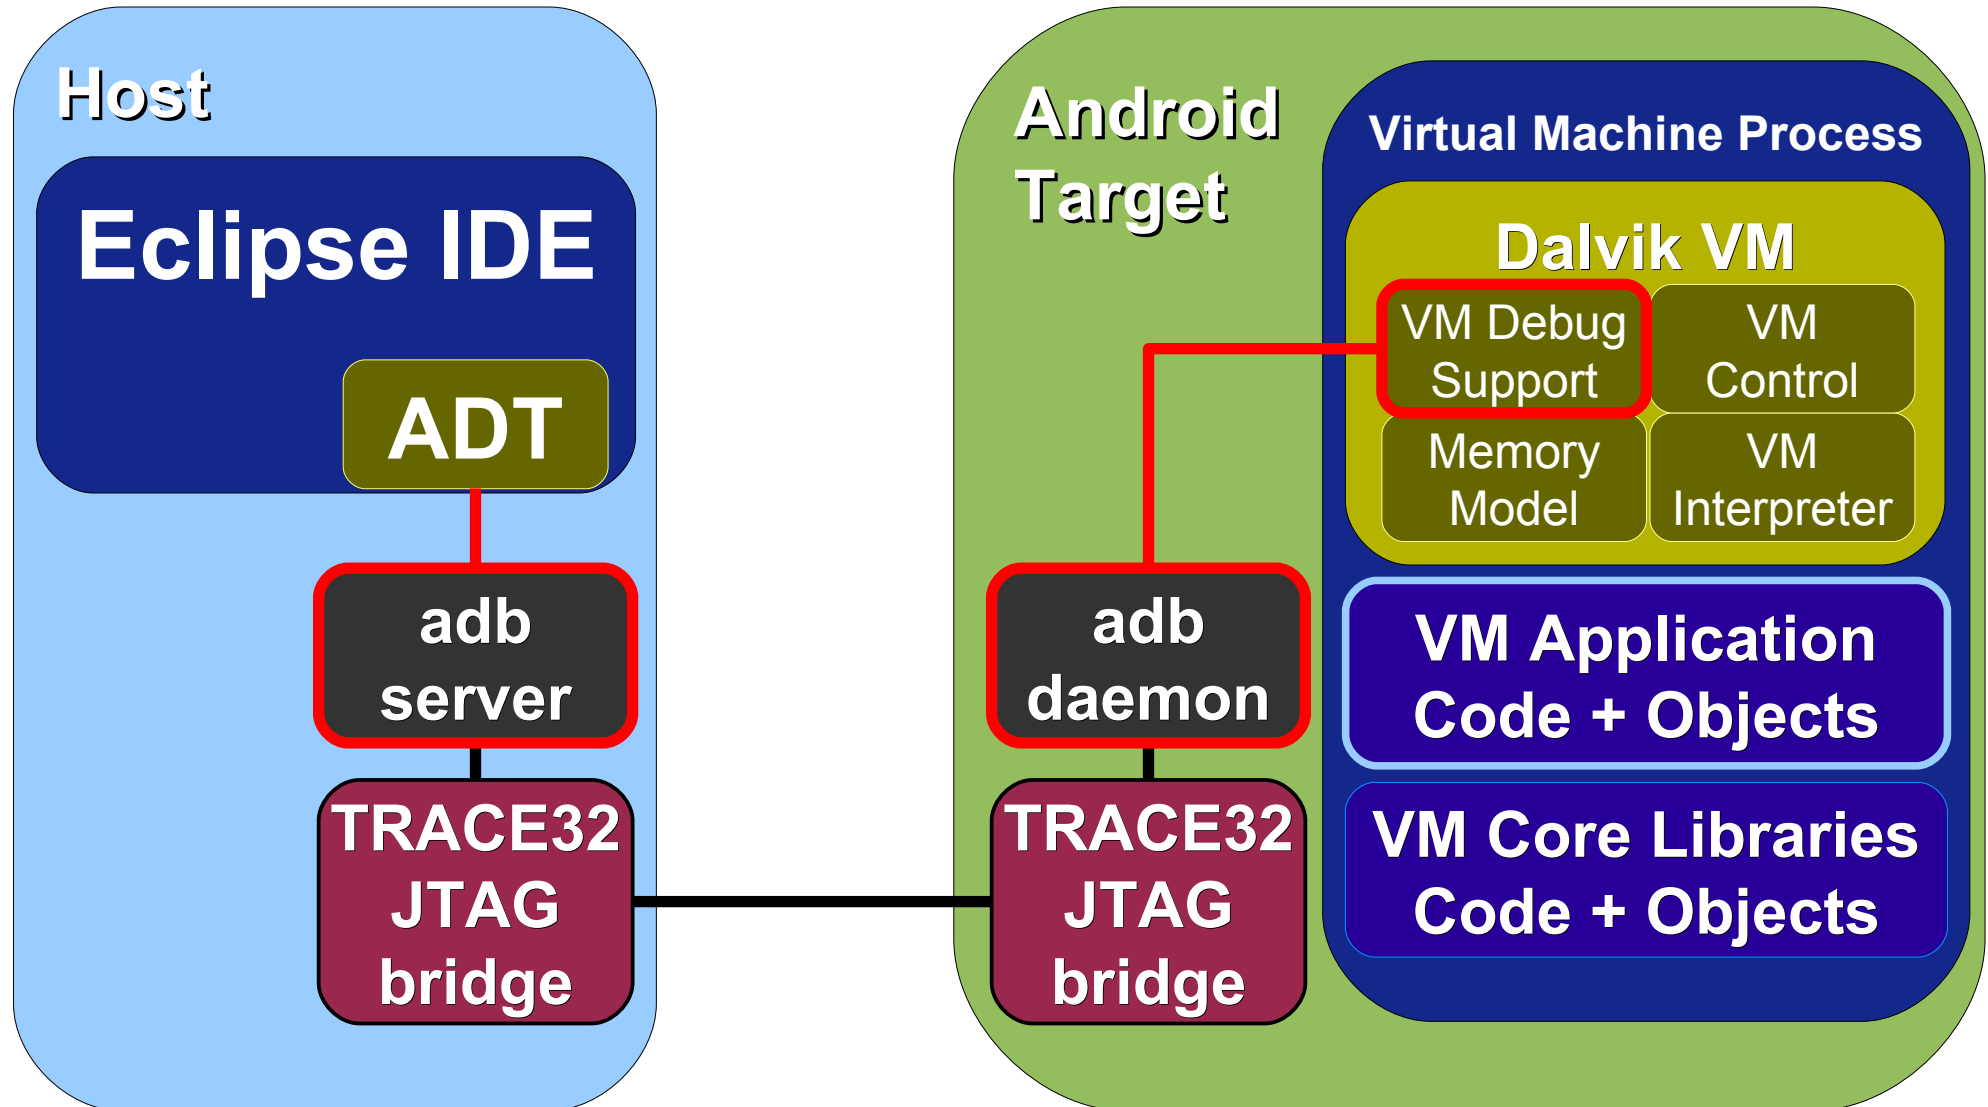 Host
Eclipse IDE
ADT
adb
server
TRACE32
JTAG
bridge
Android
Target
adb
daemon
TRACE32
JTAG
bridge
Virtual Machine Process
Dalvik VM
VM Debug
Support
VM
Control
Memory
Model
VM
Interpreter
VM Application
Code + Objects
VM Core Libraries
Code + Objects